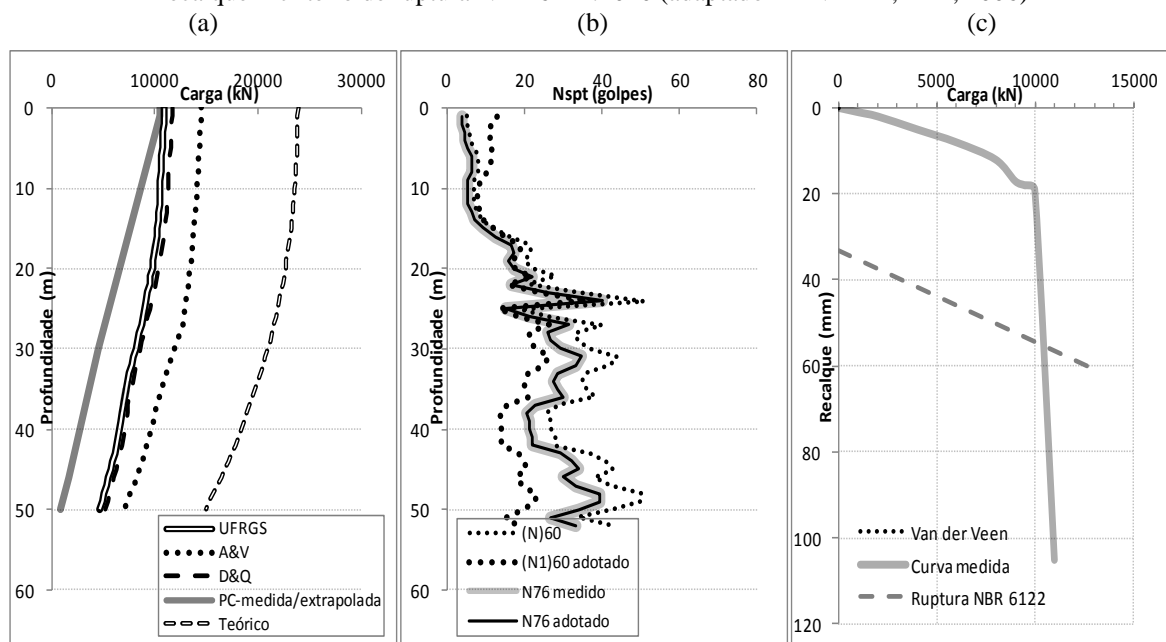 (a)
(b)
(c)
0 10000 20000 30000
Carga (kN)
0
10
20
30
40
50
60
Profundidade (m)
UFRGS
A&V
D&Q
PC-medida/extrapolada
Teórico
0 20 40 60 80
Nspt (golpes)
0
10
20
30
40
50
60
Profundidade (m)
(N)60
(N1)60 adotado
N76 medido
N76 adotado
0 5000 10000 15000
Carga (kN)
0
20
40
60
80
100
120
Recalque (mm)
Van der Veen
Curva medida
Ruptura NBR 6122